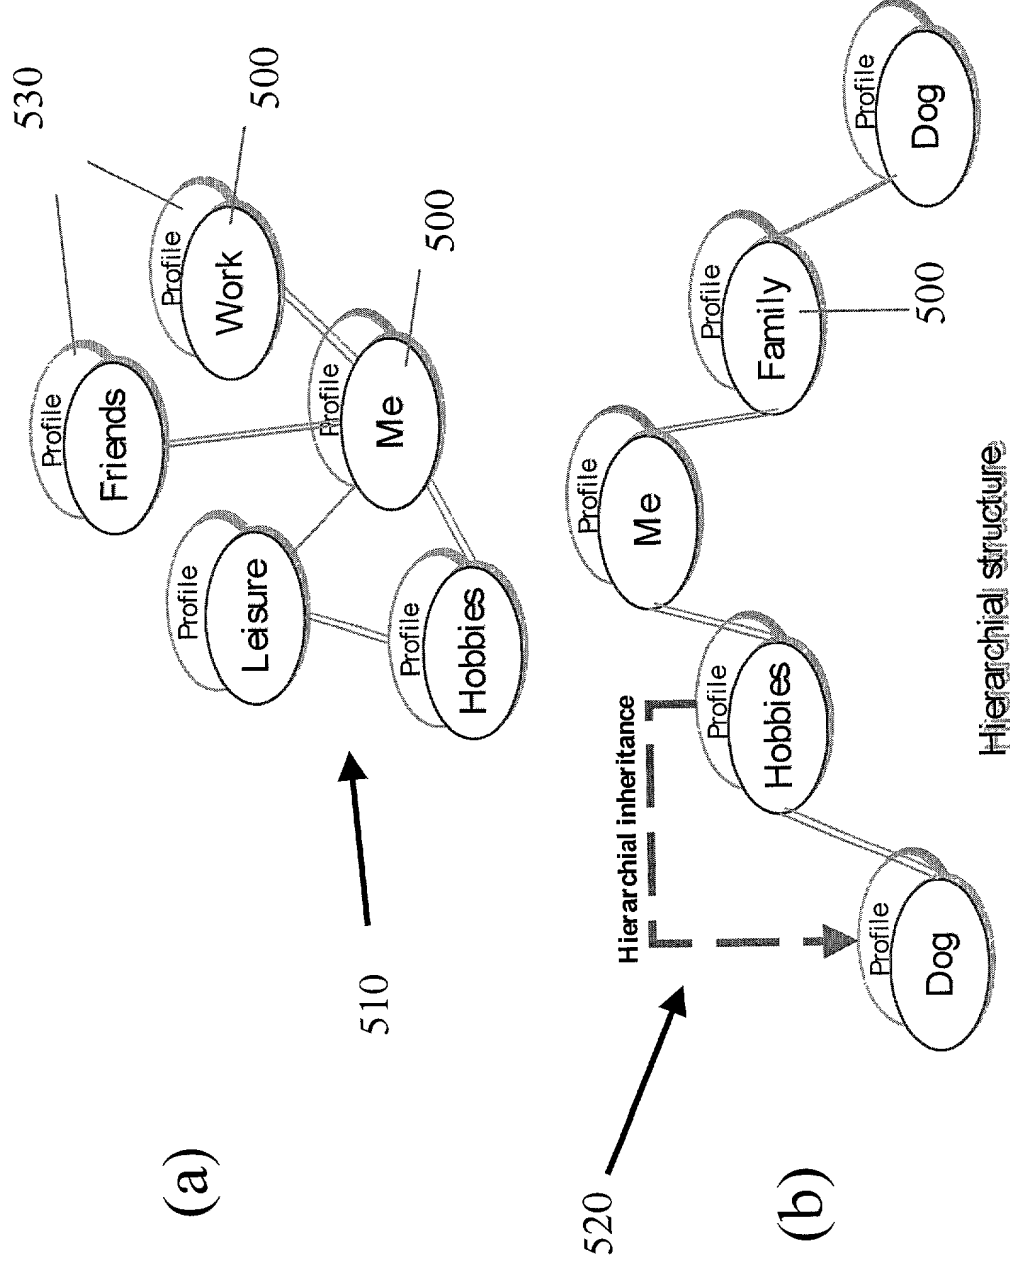 530
Profile
Friends
Profile
Profile
(a)
Work
Leisure
500
Profile
510
Me
Profile
500
Hobbies
Profile
520
Hierarchial inheritance
Me
Profile
Profile
Family
Hobbies
(b)
Profile
Profile
Dog
Dog
500
Hierarchial structure